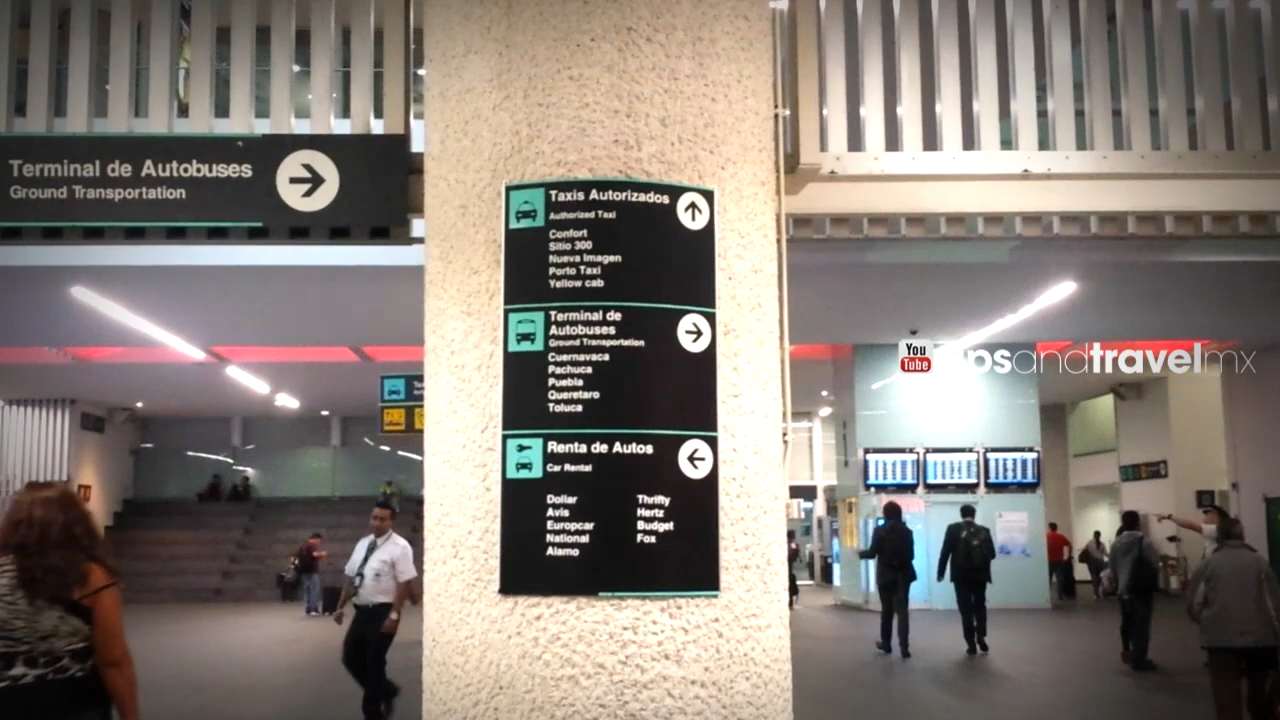 Terminal de Autobuses
Ground Transportation
Taxis Autorizados
Authorized Taxi
Confort
Sitio 300
Nueva Imagen
Porto Taxi
Yellow cab
Terminal de
Autobuses
Ground Transportation
Cuernavaca
Pachuca
Puebla
Queretaro
Toluca
Renta de Autos
Car Rental
Dollar
Avis
Europcar
National
Alamo
Thrifty
Hertz
Budget
Fox
You
Tube
tipsandtravelmx